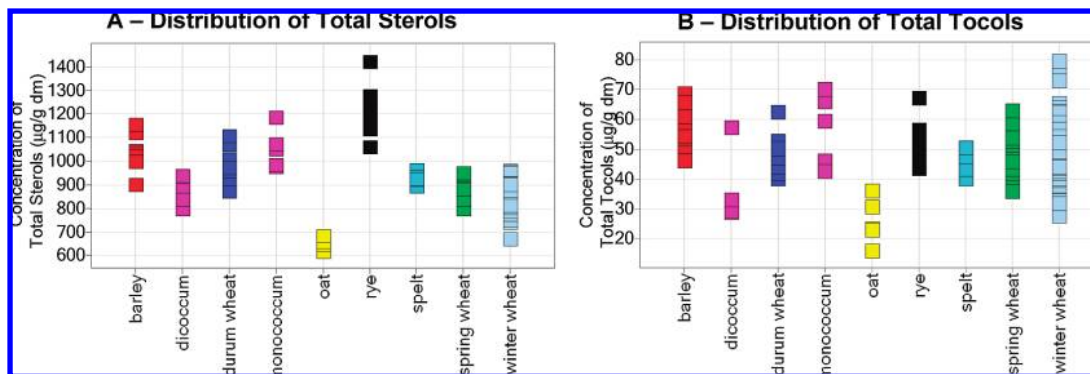 A – Distribution of Total Sterols
Concentration of
Total Sterols (µg/g dm)
1400
1300
1200
1100
1000
900
800
700
600
barley
dicoccum
durum wheat
monococcum
oat
rye
spelt
spring wheat
winter wheat
B – Distribution of Total Tocols
Concentration of
Total Tocols (µg/g dm)
80
70
60
50
40
30
20
barley
dicoccum
durum wheat
monococcum
oat
rye
spelt
spring wheat
winter wheat